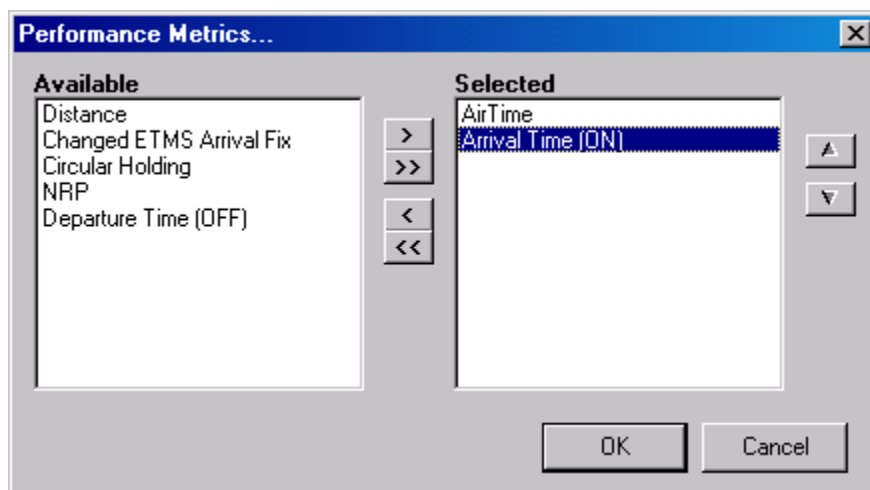 Performance Metrics...
Available
Distance
Changed ETMS Arrival Fix
Circular Holding
NRP
Departure Time (OFF)
>
>>
<
<<
Selected
AirTime
Arrival Time (ON)
OK
Cancel